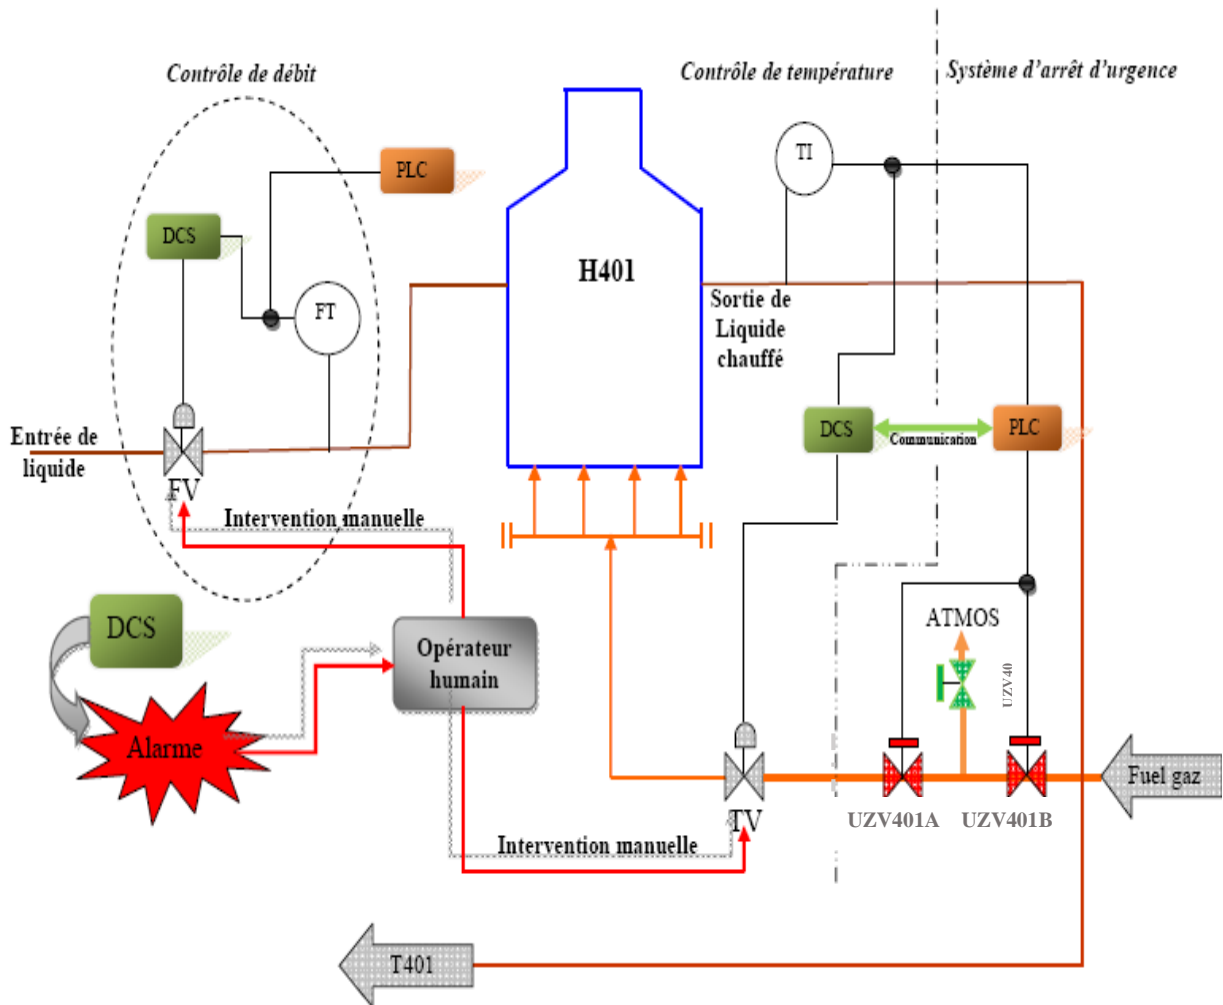 Contrôle de débit
Contrôle de température
Système d'arrêt d'urgence
PLC
TI
DCS
H401
FT
Sortie de
Liquide
chauffé
Entrée de
liquide
DCS
Communication
PLC
FV
Intervention manuelle
DCS
Opérateur
humain
ATMOS
UZV40
Alarme
Fuel gaz
TV
UZV401A
UZV401B
Intervention manuelle
T401